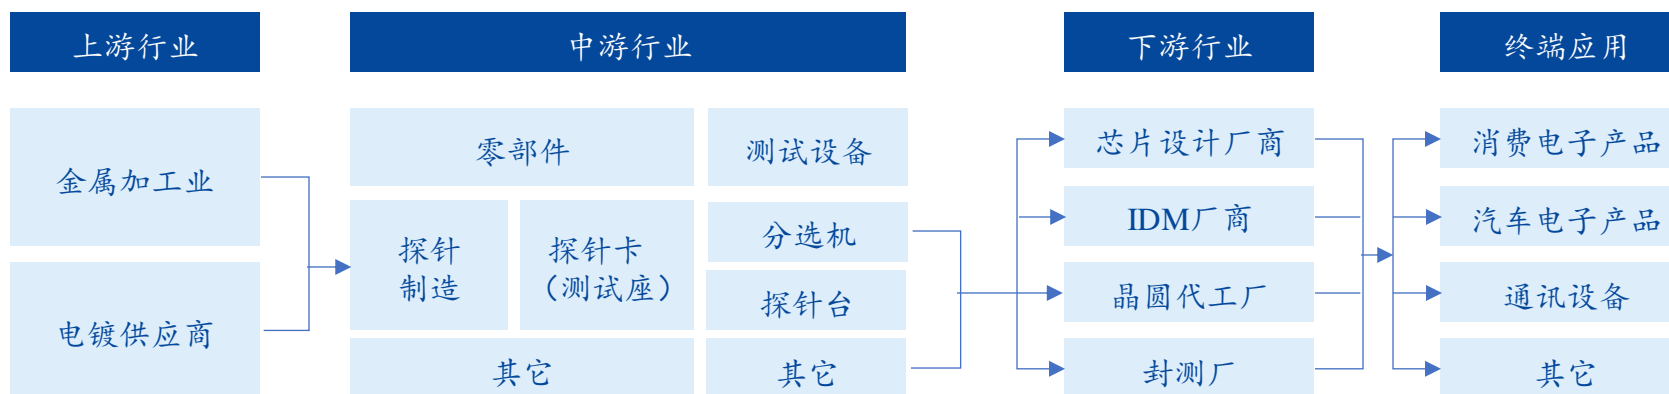 上游行业
中游行业
下游行业
终端应用
金属加工业
电镀供应商
零部件
测试设备
探针
制造
探针卡
（测试座）
其它
分选机
探针台
其它
芯片设计厂商
IDM厂商
晶圆代工厂
封测厂
消费电子产品
汽车电子产品
通讯设备
其它